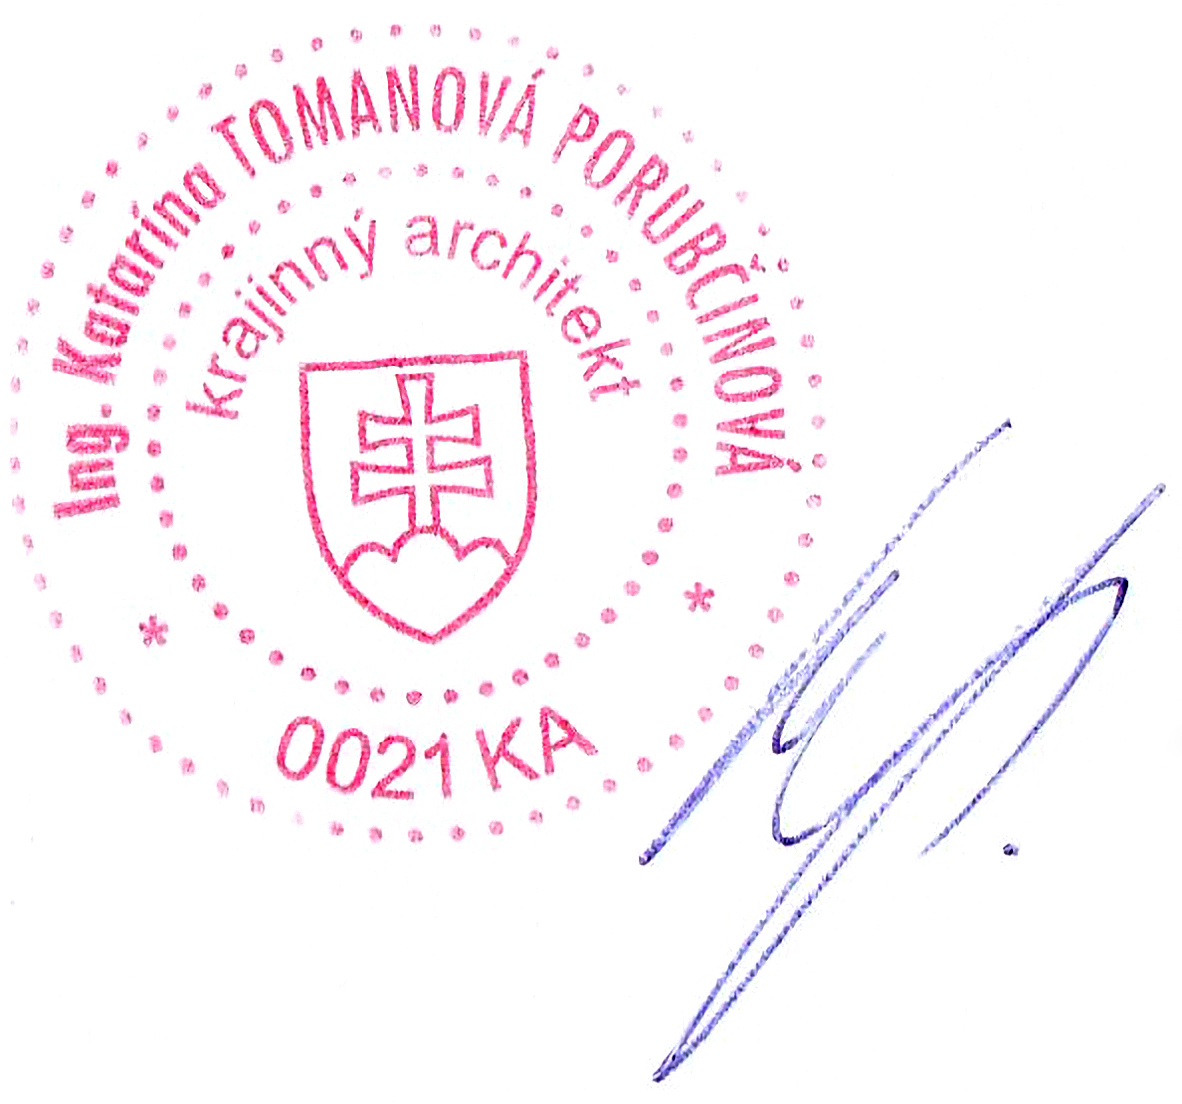 Ing. Katarína TOMANOVÁ PORUBČINOVÁ
krajinný architekt
* *
0021 KA